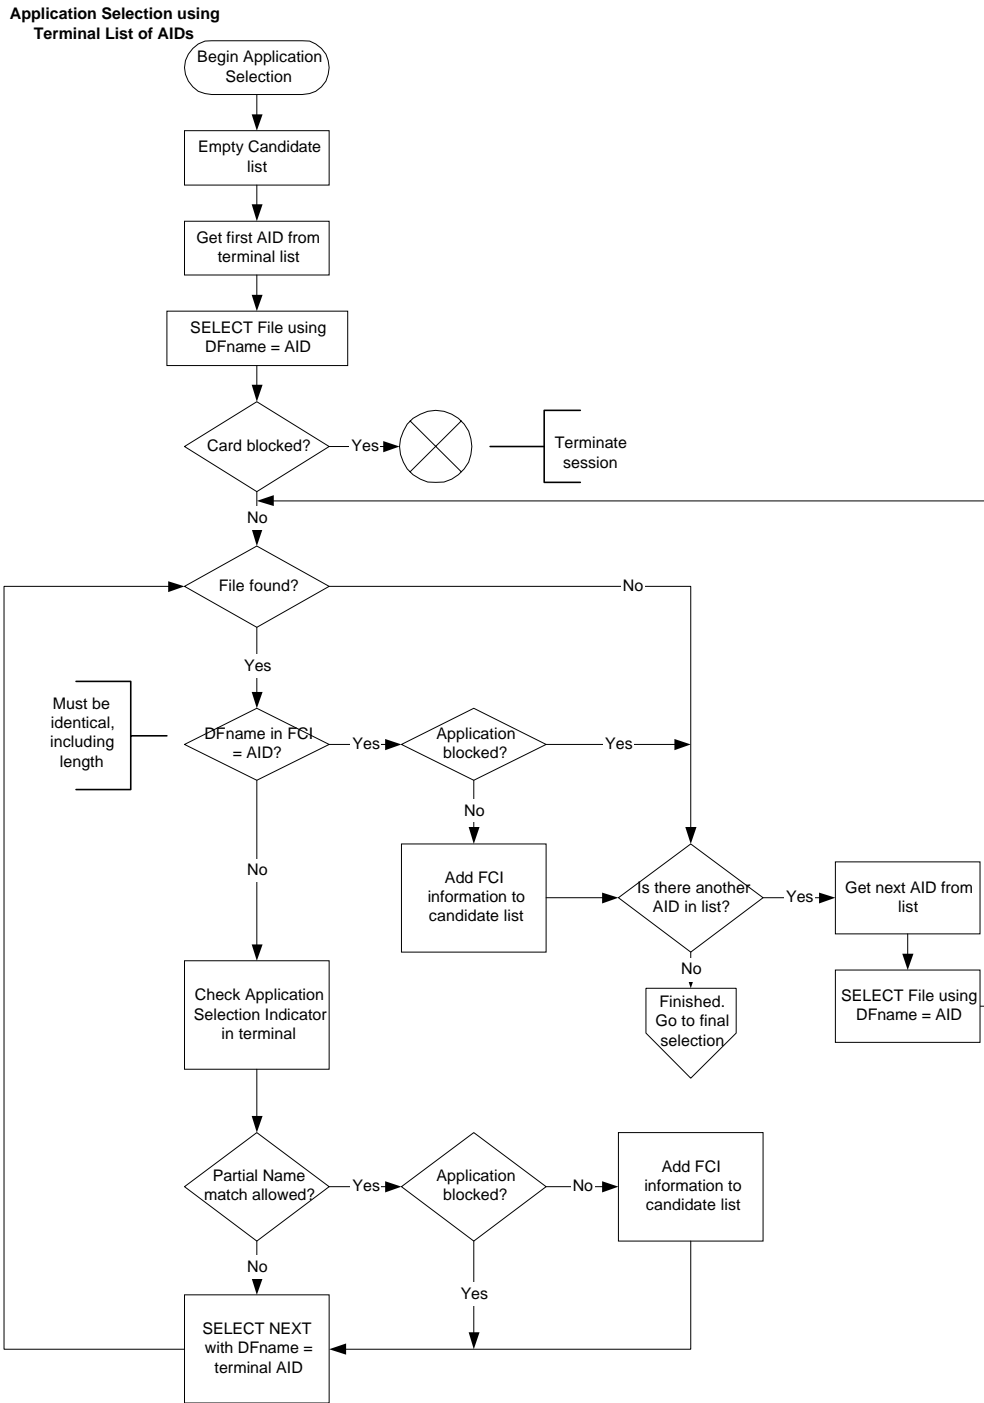 Application Selection using
Terminal List of AIDs
Begin Application
Selection
Empty Candidate
list
Get first AID from
terminal list
SELECT File using
DFname = AID
Card blocked?
Yes
Terminate
session
No
File found?
No
Yes
Must be
identical,
including
length
DFname in FCI
= AID?
Yes
Application
blocked?
Yes
No
No
Add FCI
information to
candidate list
Is there another
AID in list?
Yes
Get next AID from
list
No
Check Application
Selection Indicator
in terminal
Finished.
Go to final
selection
SELECT File using
DFname = AID
Partial Name
match allowed?
Yes
Application
blocked?
No
Add FCI
information to
candidate list
No
Yes
SELECT NEXT
with DFname =
terminal AID